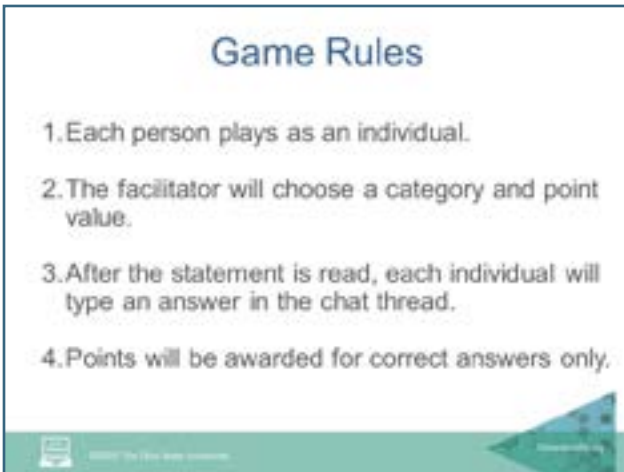 Game Rules
1. Each person plays as an individual.
2. The facilitator will choose a category and point
value.
3. After the statement is read, each individual will
type an answer in the chat thread.
4. Points will be awarded for correct answers only.